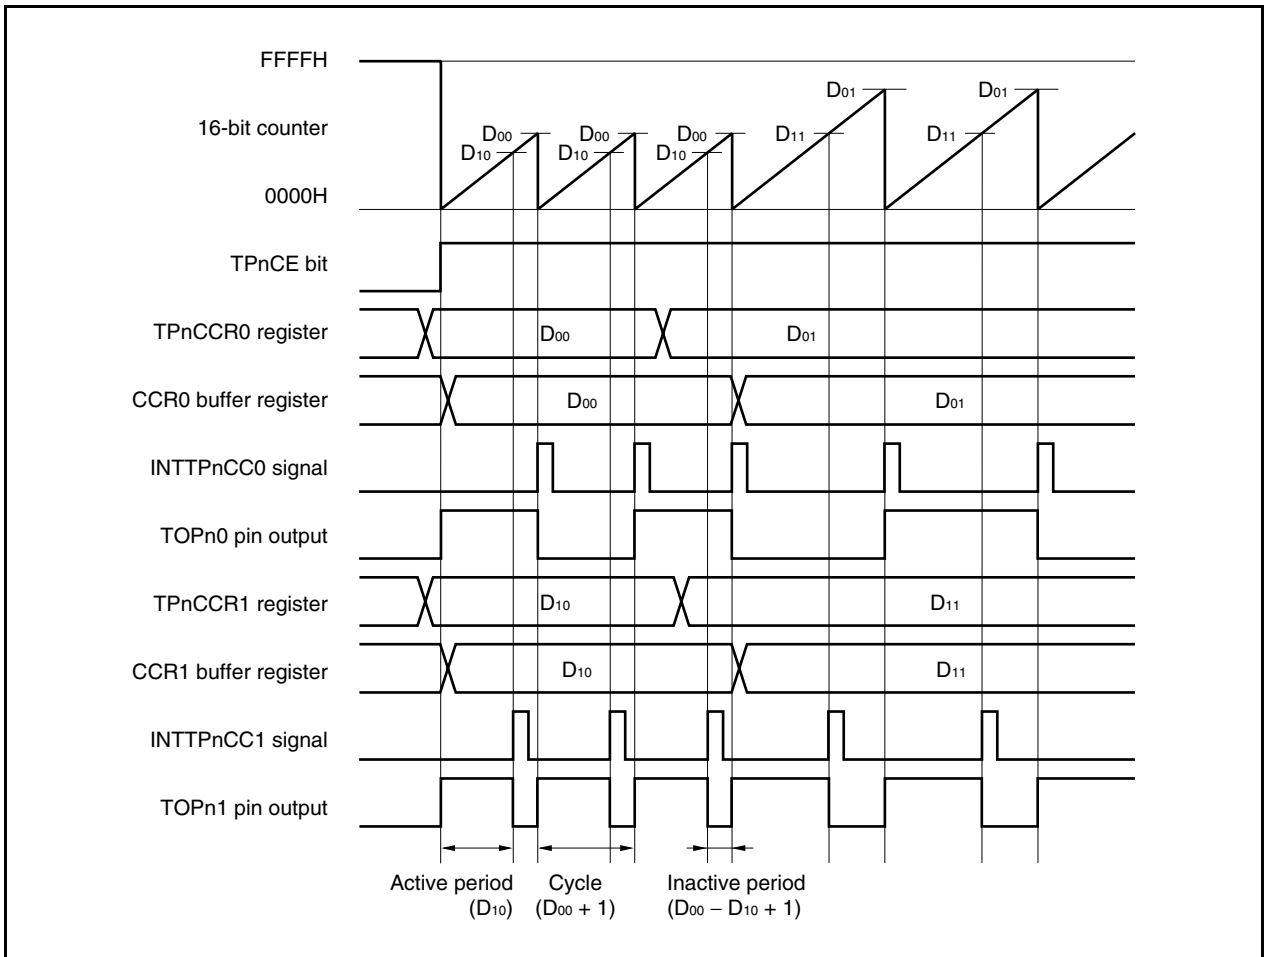 FFFFH
D01 D01
16-bit counter
D00 D00 D00 D11 D11
D10 D10 D10
0000H
TPnCE bit
TPnCCR0 register
D00 D01
CCR0 buffer register
D00 D01
INTTPnCC0 signal
TOPn0 pin output
TPnCCR1 register
D10 D11
CCR1 buffer register
D10 D11
INTTPnCC1 signal
TOPn1 pin output
Active period
(D10)
Cycle
(D00 + 1)
Inactive period
(D00 − D10 + 1)